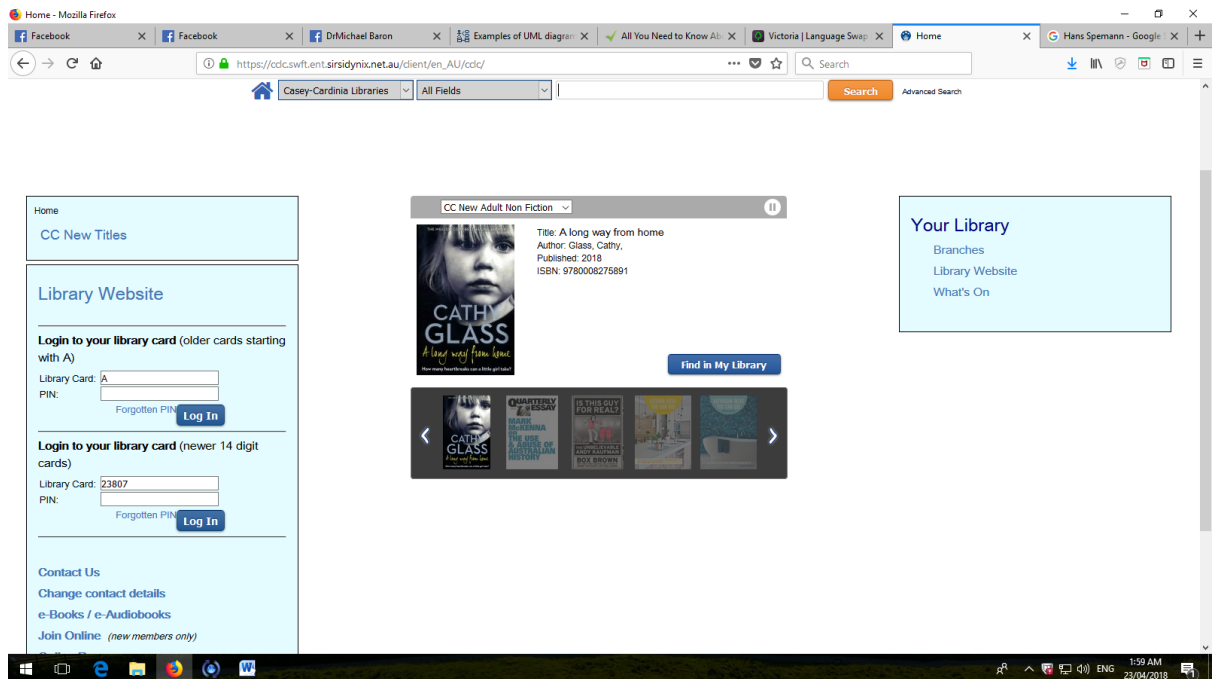 Home - Mozilla Firefox
Facebook
Facebook
DrMichael Baron
Examples of UML diagram
All You Need to Know Ab
Victoria | Language Swap
Home
Hans Spemann - Google
https://cdc.swft.ent.sirsidynix.net.au/client/en_AU/cdc/
Search
Casey-Cardinia Libraries
All Fields
Search
Advanced Search
Home
CC New Titles
Library Website
Login to your library card (older cards starting
with A)
Library Card: A
PIN:
Forgotten PIN
Log In
Login to your library card (newer 14 digit
cards)
Library Card: 23807
PIN:
Forgotten PIN
Log In
Contact Us
Change contact details
e-Books / e-Audiobooks
Join Online (new members only)
CC New Adult Non Fiction
CATHY
GLASS
A long way from home
How many heartbreaks can a little girl take?
Title: A long way from home
Author: Glass, Cathy,
Published: 2018
ISBN: 9780008275891
Find in My Library
CATHY
GLASS
QUARTERLY
ESSAY
MARK
McKENNA
THE USE
& ABUSE OF
AUSTRALIAN
HISTORY
IS THIS GUY
FOR REAL?
THE UNBELIEVABLE
ANDY KAUFMAN
BOX BROWN
Your Library
Branches
Library Website
What's On
ENG
1:59 AM
23/04/2018